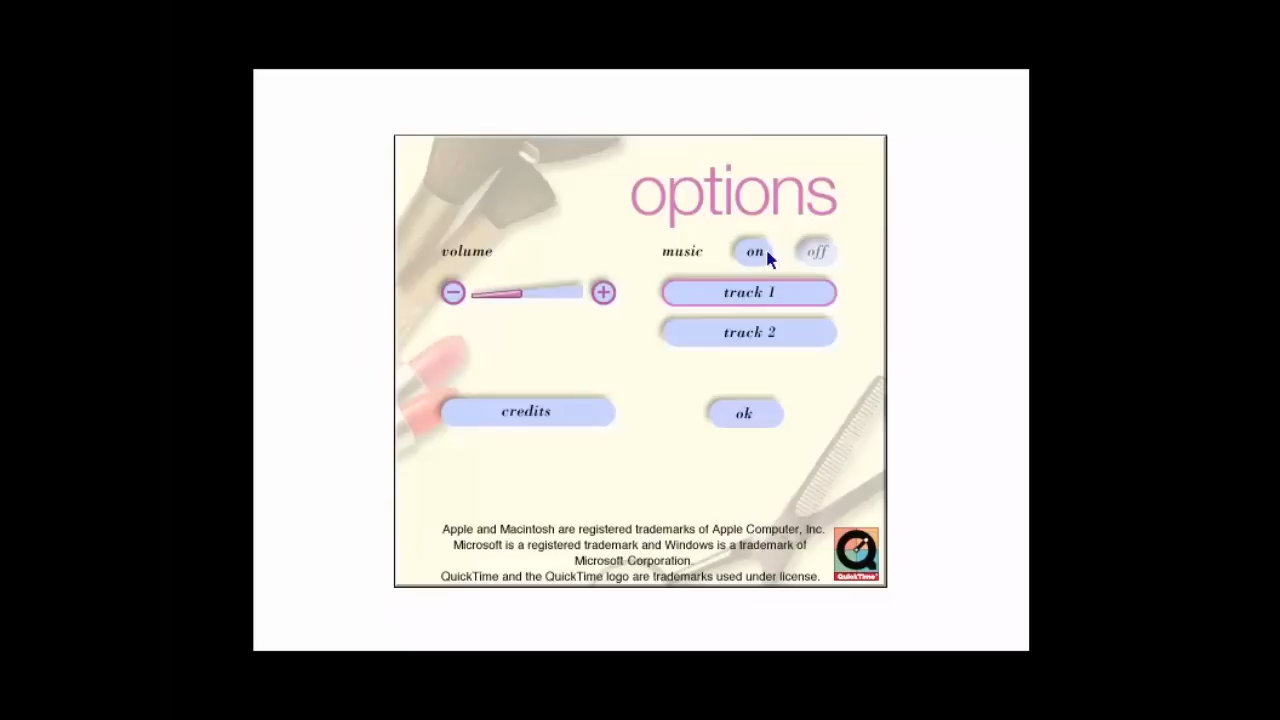 options
volume
music on off
track 1
track 2
credits
ok
Apple and Macintosh are registered trademarks of Apple Computer, Inc.
Microsoft is a registered trademark and Windows is a trademark of
Microsoft Corporation.
QuickTime and the QuickTime logo are trademarks used under license.
QuickTime